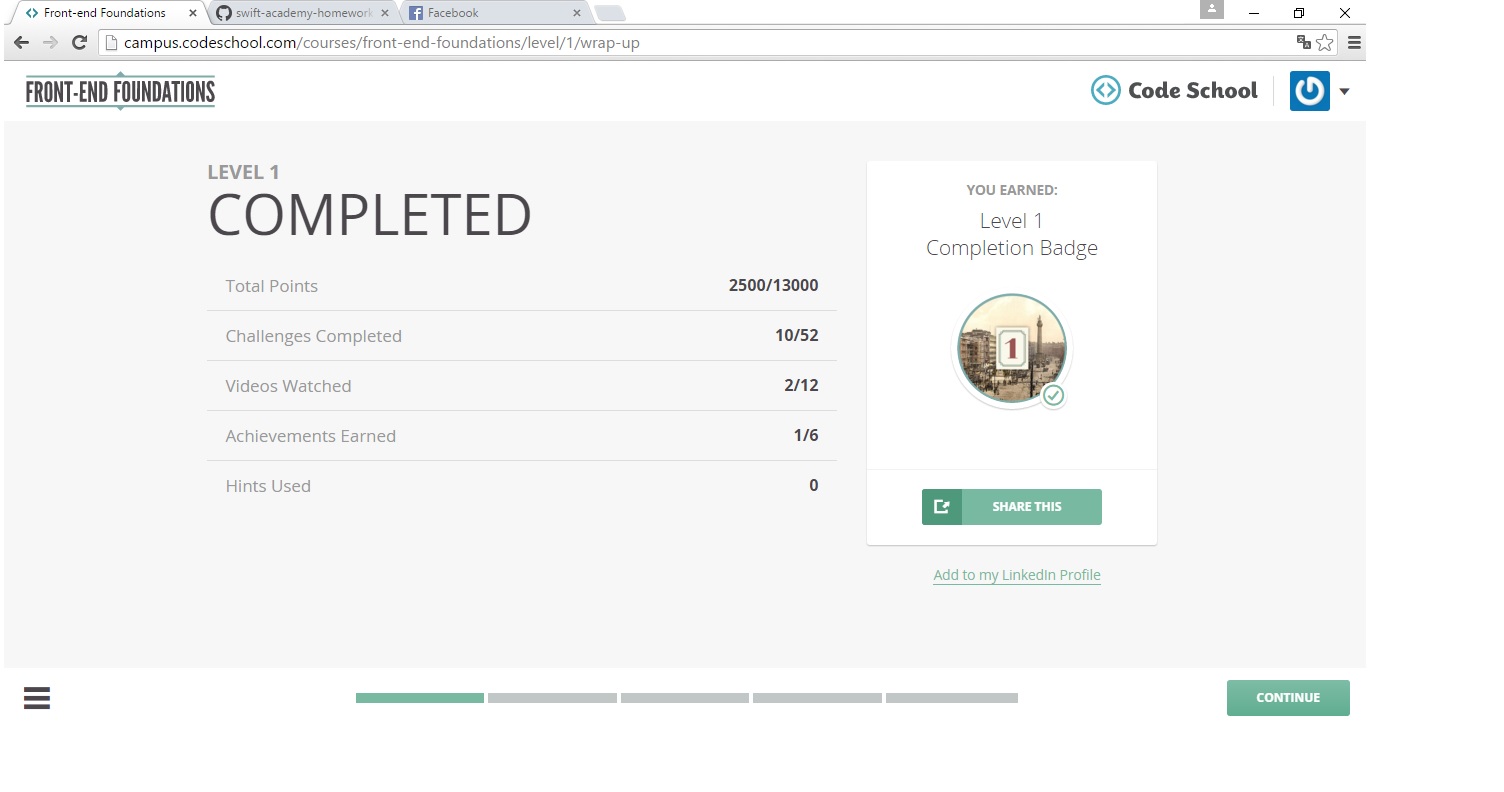 Front-end Foundations
swift-academy-homework
Facebook
campus.codeschool.com/courses/front-end-foundations/level/1/wrap-up
FRONT-END FOUNDATIONS
Code School
LEVEL 1
COMPLETED
Total Points 2500/13000
Challenges Completed 10/52
Videos Watched 2/12
Achievements Earned 1/6
Hints Used 0
YOU EARNED:
Level 1
Completion Badge
1
SHARE THIS
Add to my LinkedIn Profile
CONTINUE